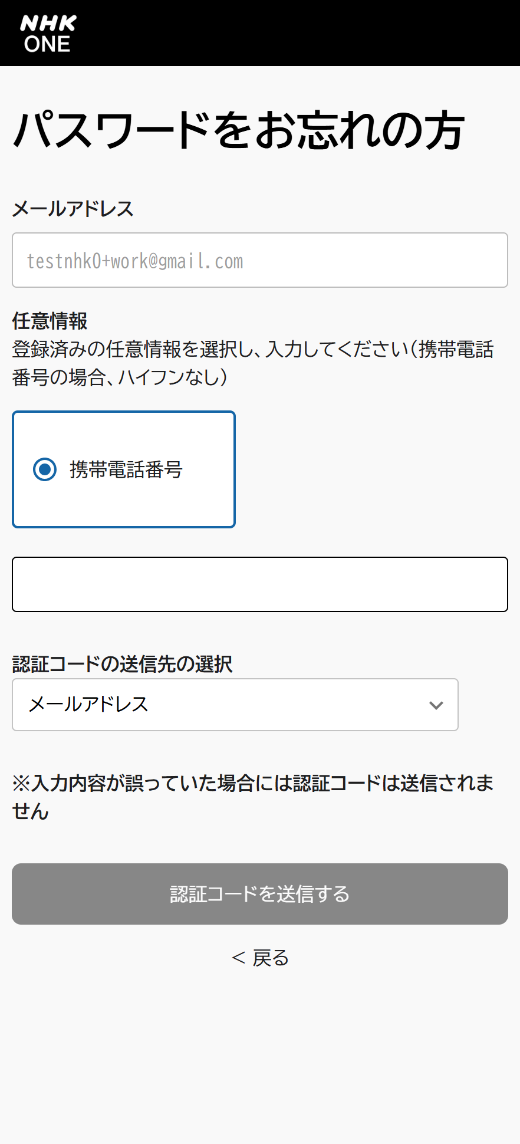 NHK
ONE
パスワードをお忘れの方
メールアドレス
testnhk0+work@gmail.com
任意情報
登録済みの任意情報を選択し、入力してください（携帯電話
番号の場合、ハイフンなし）
携帯電話番号
認証コードの送信先の選択
メールアドレス
※入力内容が誤っていた場合には認証コードは送信されま
せん
認証コードを送信する
< 戻る